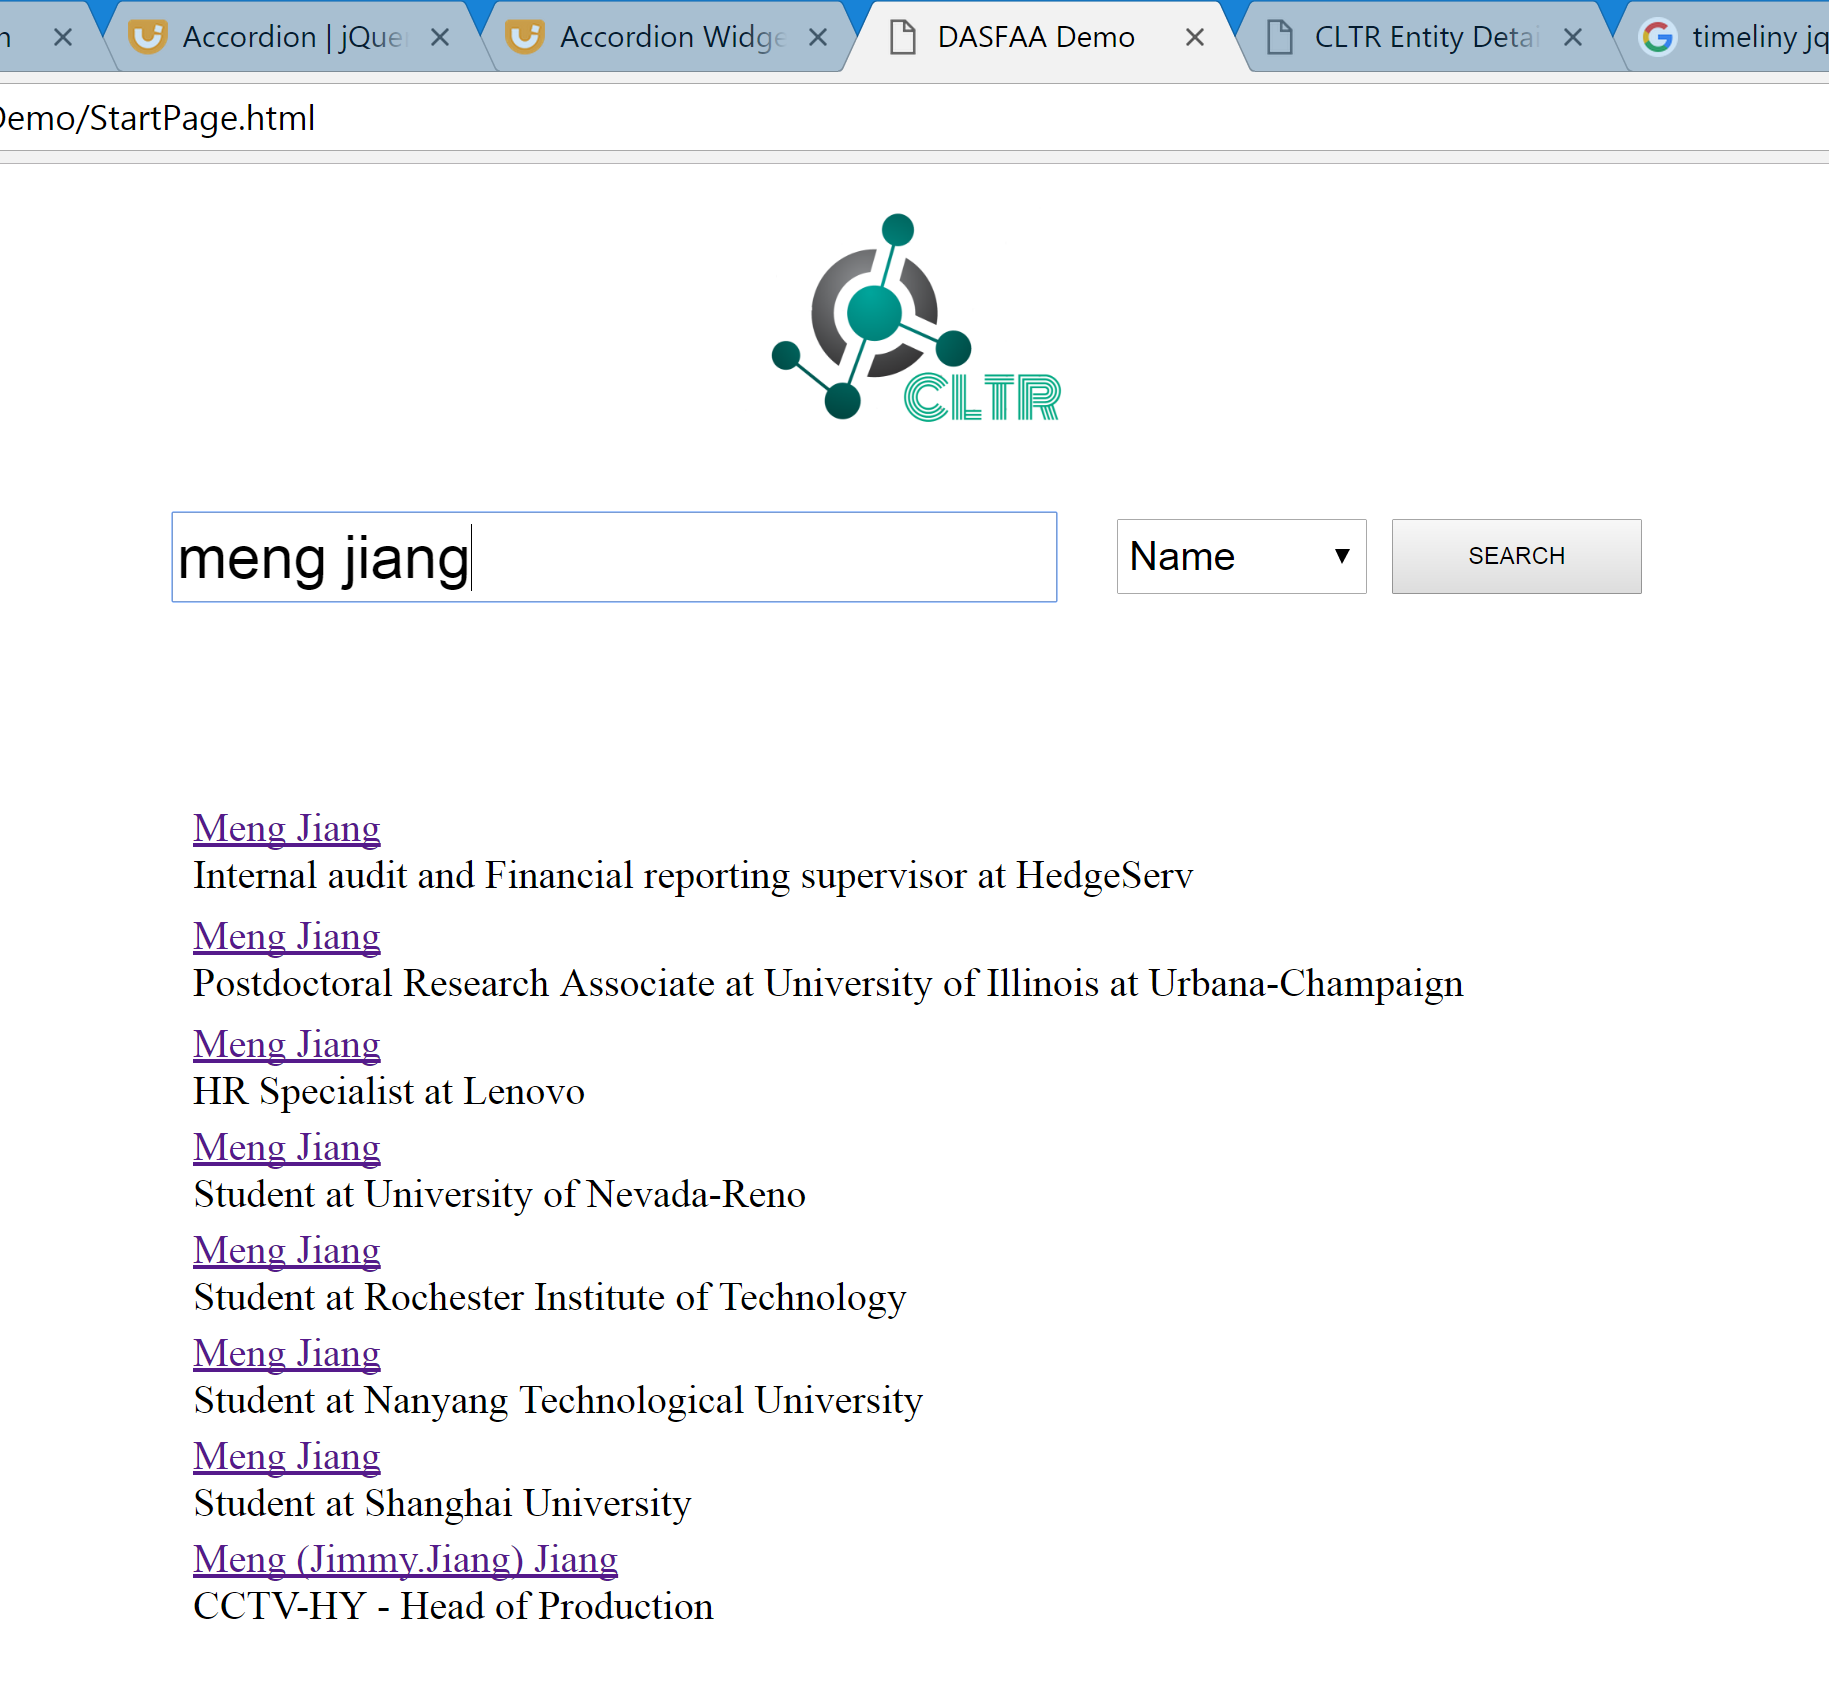 n
Accordion | jQuer
Accordion Widge
DASFAA Demo
CLTR Entity Detai
timeliny jq
Demo/StartPage.html
CLTR
meng jiang
Name
SEARCH
Meng Jiang
Internal audit and Financial reporting supervisor at HedgeServ
Meng Jiang
Postdoctoral Research Associate at University of Illinois at Urbana-Champaign
Meng Jiang
HR Specialist at Lenovo
Meng Jiang
Student at University of Nevada-Reno
Meng Jiang
Student at Rochester Institute of Technology
Meng Jiang
Student at Nanyang Technological University
Meng Jiang
Student at Shanghai University
Meng (Jimmy.Jiang) Jiang
CCTV-HY - Head of Production